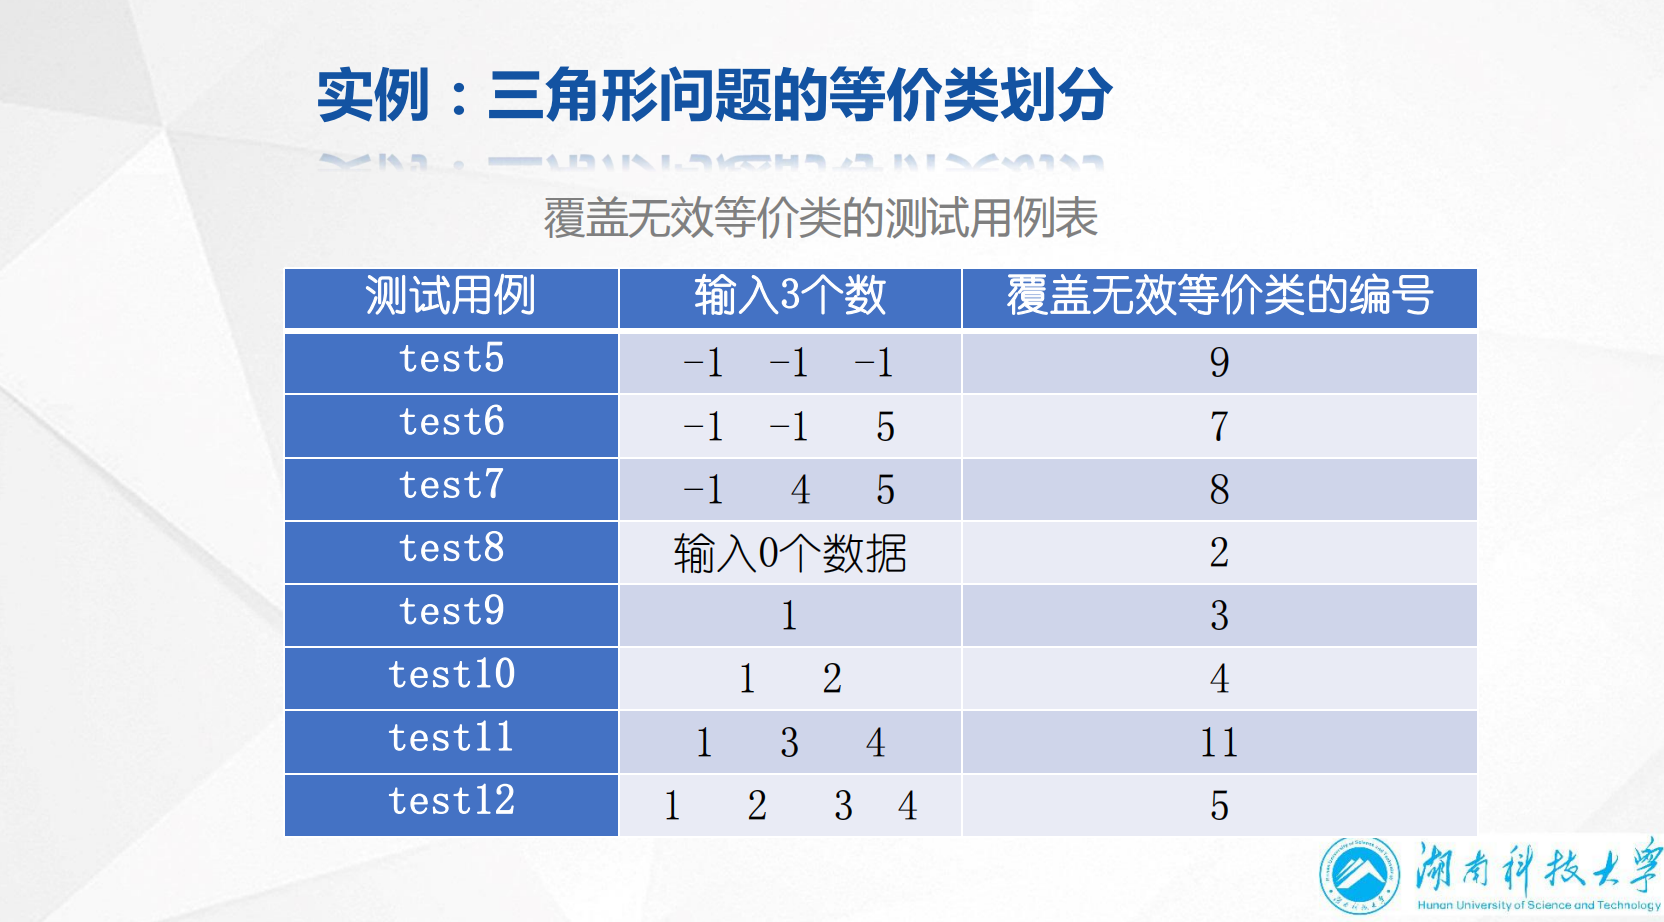 实例：三角形问题的等价类划分
覆盖无效等价类的测试用例表
测试用例 输入3个数 覆盖无效等价类的编号
test5 -1 -1 -1 9
test6 -1 -1 5 7
test7 -1 4 5 8
test8 输入0个数据 2
test9 1 3
test10 1 2 4
test11 1 3 4 11
test12 1 2 3 4 5
湖南科技大学
Hunan University of Science and Technology